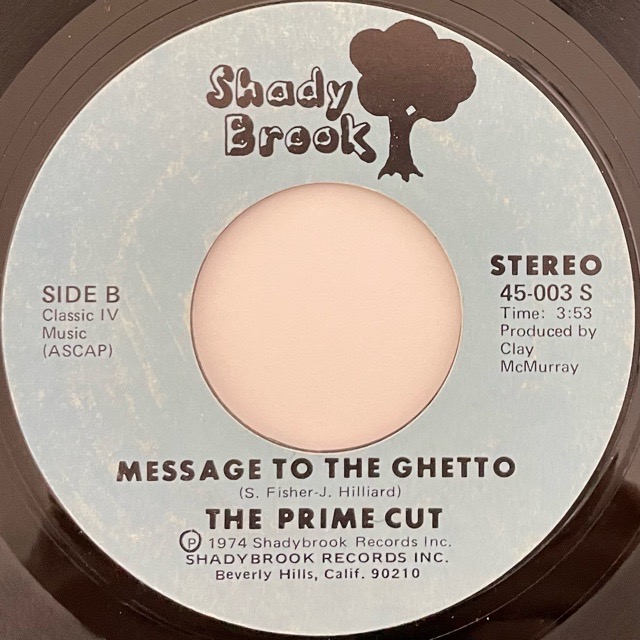 Shady
Brook
SIDE B
Classic IV
Music
(ASCAP)
STEREO
45-003 S
Time: 3:53
Produced by
Clay
McMurray
MESSAGE TO THE GHETTO
(S. Fisher-J. Hilliard)
THE PRIME CUT
Ⓟ 1974 Shadybrook Records Inc.
SHADYBROOK RECORDS INC.
Beverly Hills, Calif. 90210